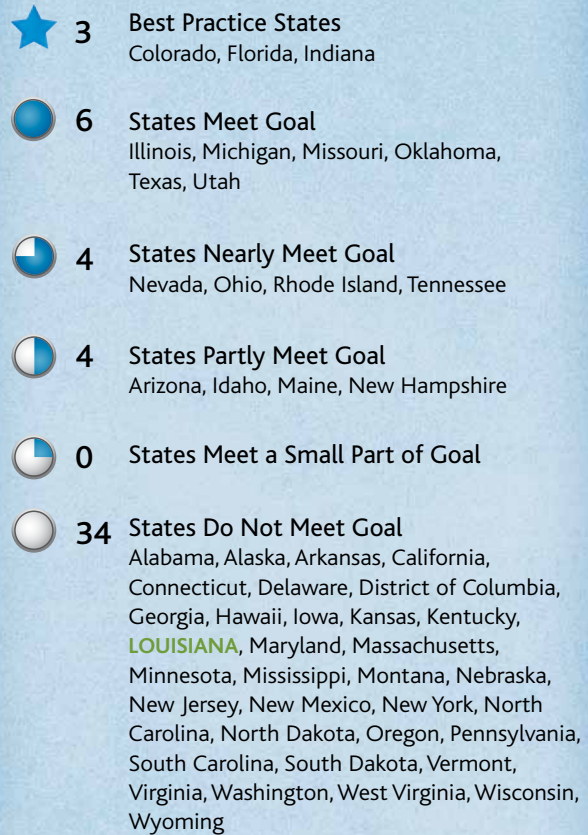 3 Best Practice States
Colorado, Florida, Indiana
6 States Meet Goal
Illinois, Michigan, Missouri, Oklahoma,
Texas, Utah
4 States Nearly Meet Goal
Nevada, Ohio, Rhode Island, Tennessee
4 States Partly Meet Goal
Arizona, Idaho, Maine, New Hampshire
0 States Meet a Small Part of Goal
34 States Do Not Meet Goal
Alabama, Alaska, Arkansas, California,
Connecticut, Delaware, District of Columbia,
Georgia, Hawaii, Iowa, Kansas, Kentucky,
LOUISIANA, Maryland, Massachusetts,
Minnesota, Mississippi, Montana, Nebraska,
New Jersey, New Mexico, New York, North
Carolina, North Dakota, Oregon, Pennsylvania,
South Carolina, South Dakota, Vermont,
Virginia, Washington, West Virginia, Wisconsin,
Wyoming